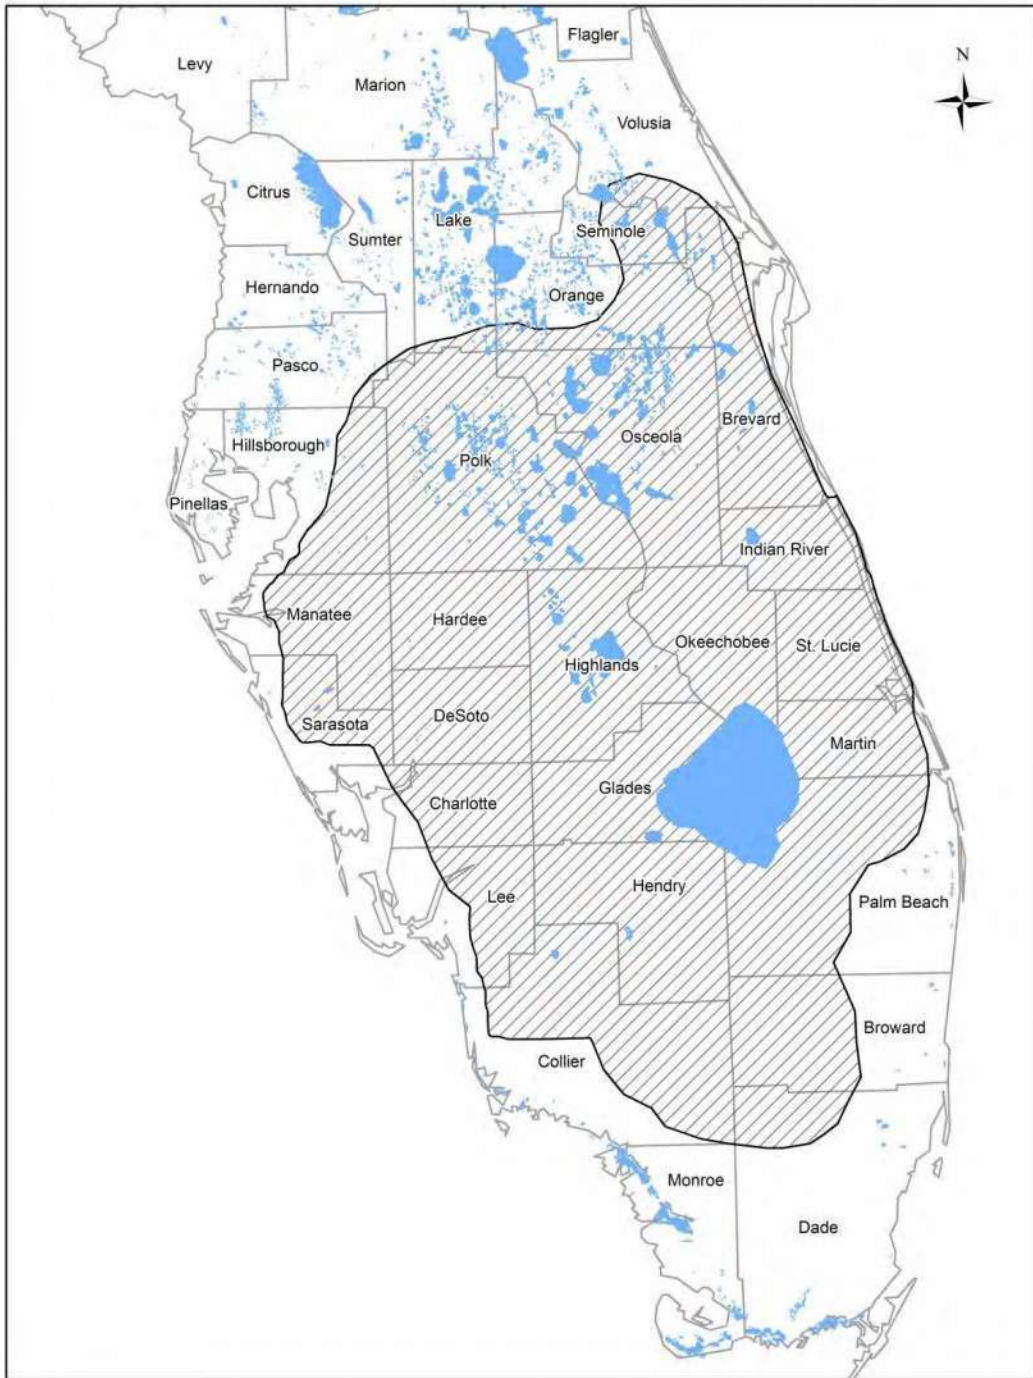 Flagler
N
Levy
Marion
Volusia
Citrus
Lake
Seminole
Sumter
Hernando
Orange
Pasco
Brevard
Osceola
Hillsborough
Polk
Pinellas
Indian River
Manatee
Hardee
Okeechobee
St. Lucie
Highlands
DeSoto
Sarasota
Martin
Glades
Charlotte
Hendry
Lee
Palm Beach
Broward
Collier
Monroe
Dade